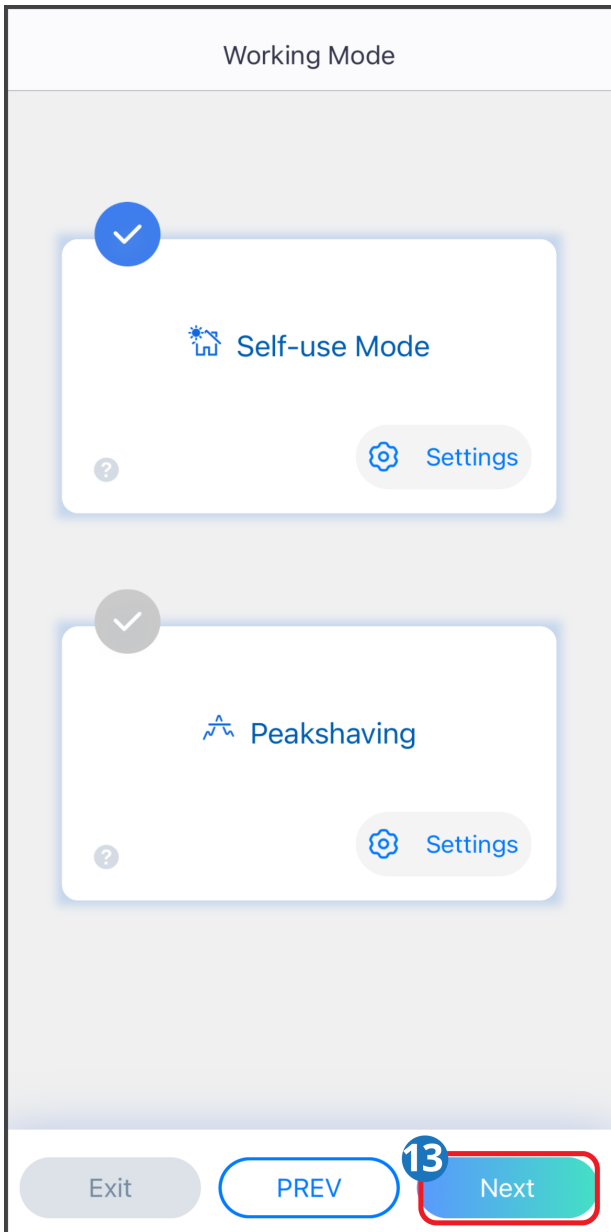 Working Mode
Self-use Mode
?
Settings
Peakshaving
?
Settings
13
Exit
PREV
Next